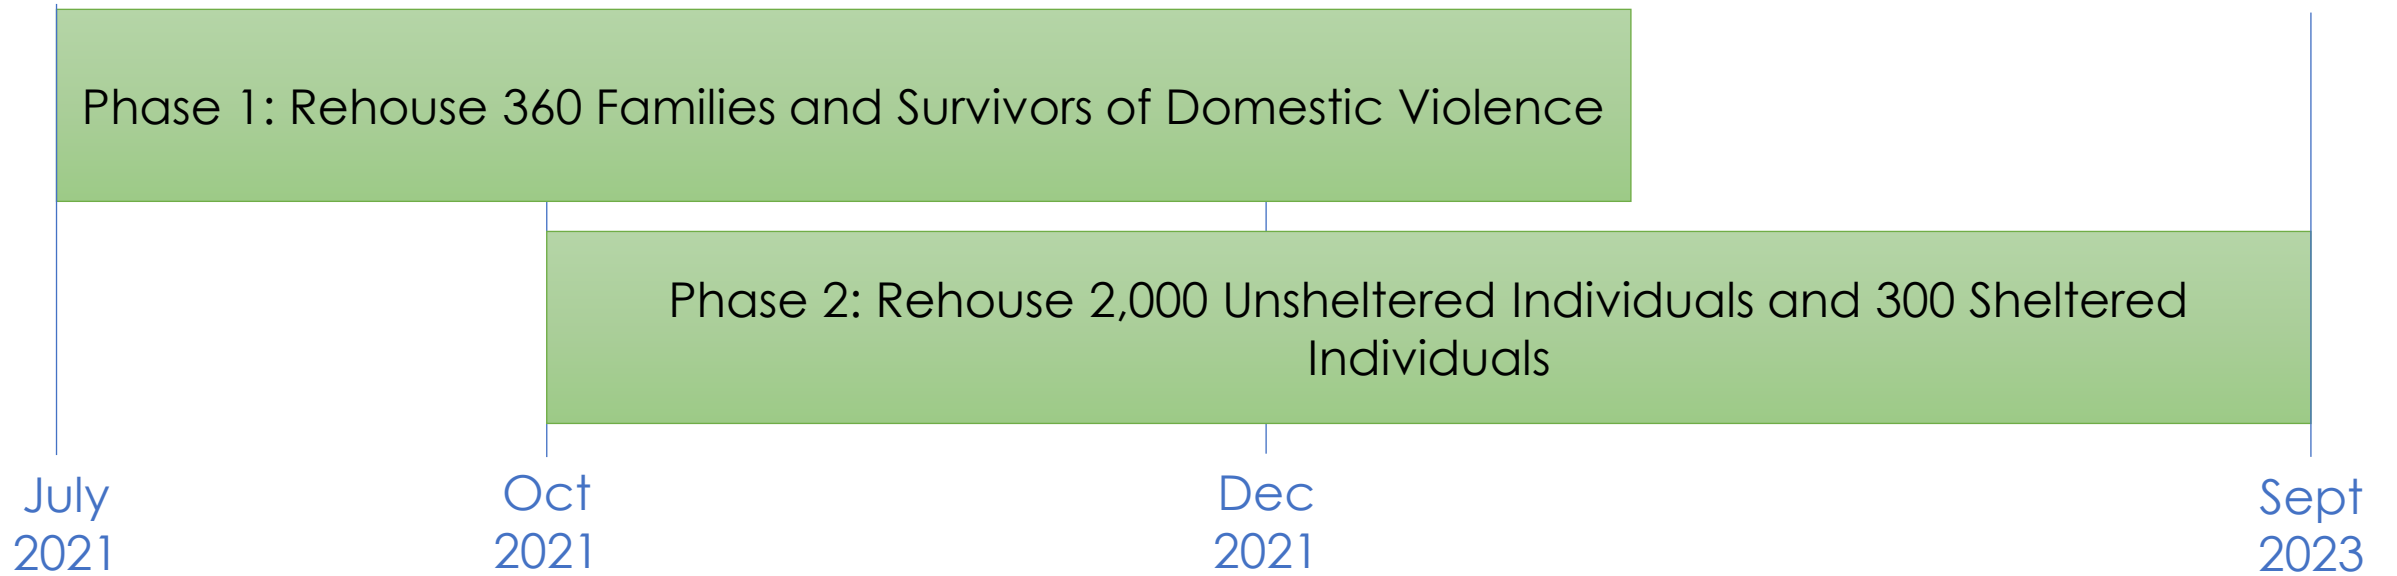 Phase 1: Rehouse 360 Families and Survivors of Domestic Violence
Phase 2: Rehouse 2,000 Unsheltered Individuals and 300 Sheltered
Individuals
July
2021
Oct
2021
Dec
2021
Sept
2023